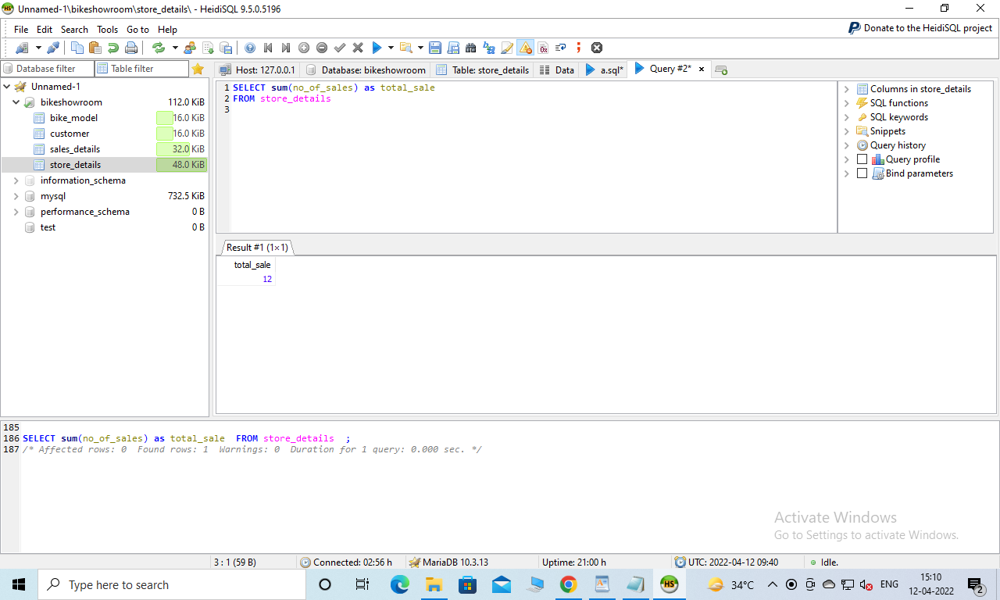 Unnamed-1\bikeshowroom\store_details\ - HeidiSQL 9.5.0.5196
File Edit Search Tools Go to Help
Donate to the HeidiSQL project
Database filter
Table filter
Host: 127.0.0.1
Database: bikeshowroom
Table: store_details
Data
a.sql*
Query #2*
Unnamed-1
bikeshowroom 112.0 KiB
bike_model 16.0 KiB
customer 16.0 KiB
sales_details 32.0 KiB
store_details 48.0 KiB
information_schema
mysql 732.5 KiB
performance_schema 0 B
test 0 B
1 SELECT sum(no_of_sales) as total_sale
2 FROM store_details
3
Columns in store_details
SQL functions
SQL keywords
Snippets
Query history
Query profile
Bind parameters
Result #1 (1×1)
total_sale
12
185
186 SELECT sum(no_of_sales) as total_sale  FROM store_details  ;
187 /* Affected rows: 0  Found rows: 1  Warnings: 0  Duration for 1 query: 0.000 sec. */
Activate Windows
Go to Settings to activate Windows.
3 : 1 (59 B)
Connected: 02:56 h
MariaDB 10.3.13
Uptime: 21:00 h
UTC: 2022-04-12 09:40
Idle.
Type here to search
HS
34°C
ENG
15:10
12-04-2022
2